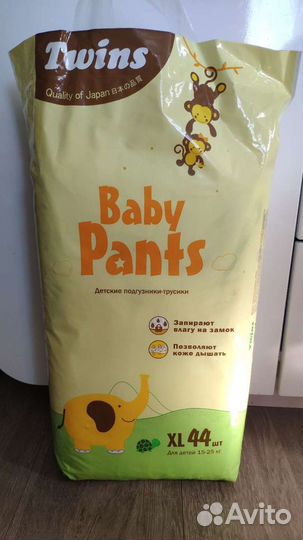 Twins
Quality of Japan 日本の品質
Baby
Pants
Детские подгузники-трусики
Запирают
влагу на замок
Позволяют
коже дышать
XL 44 шт
Для детей 15-25 кг
Avito